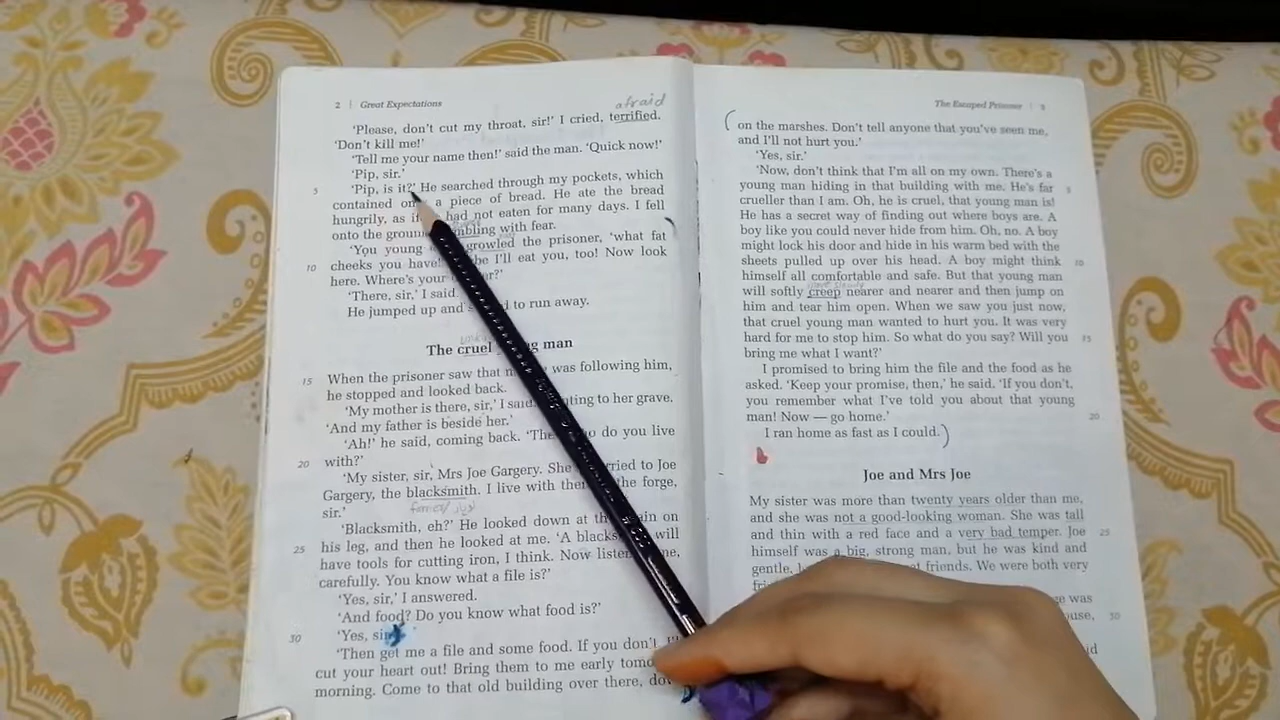 2 | Great Expectations
afraid
'Please, don't cut my throat, sir!' I cried, terrified.
'Don't kill me!'
'Tell me your name then!' said the man. 'Quick now!'
'Pip, sir.'
5 'Pip, is it?' He searched through my pockets, which
contained a piece of bread. He ate the bread
hungrily, as if had not eaten for many days. I fell
onto the ground with fear.
'You young growled the prisoner, 'what fat
10 cheeks you have! I'll eat you, too! Now look
here. Where's your
'There, sir.' I said.
He jumped up and to run away.
The cruel man
15 When the prisoner saw that was following him,
he stopped and looked back.
'My mother is there, sir,' I said, to her grave.
'And my father is beside her.'
'Ah!' he said, coming back. do you live
20 with?'
'My sister, sir, Mrs Joe Gargery. She to Joe
Gargery, the blacksmith. I live with the forge,
sir.'
'Blacksmith, eh?' He looked down at on
25 his leg, and then he looked at me. 'A will
have tools for cutting iron, I think. Now me,
carefully. You know what a file is?'
'Yes, sir,' I answered.
'And food? Do you know what food is?'
30 'Yes,
'Then get me a file and some food. If you don't
cut your heart out! Bring them to me early
morning. Come to that old building over there,
The Escaped Prisoner | 3
(on the marshes. Don't tell anyone that you've seen me,
and I'll not hurt you.'
'Yes, sir.'
'Now, don't think that I'm all on my own. There's a
young man hiding in that building with me. He's far 5
crueller than I am. Oh, he is cruel, that young man is!
He has a secret way of finding out where boys are. A
boy like you could never hide from him. Oh, no. A boy
might lock his door and hide in his warm bed with the
sheets pulled up over his head. A boy might think 10
himself all comfortable and safe. But that young man
will softly creep nearer and nearer and then jump on
him and tear him open. When we saw you just now,
that cruel young man wanted to hurt you. It was very
hard for me to stop him. So what do you say? Will you 15
bring me what I want?'
I promised to bring him the file and the food as he
asked. 'Keep your promise, then,' he said. 'If you don't,
you remember what I've told you about that young
man! Now — go home.' 20
I ran home as fast as I could.)
Joe and Mrs Joe
My sister was more than twenty years older than me,
and she was not a good-looking woman. She was tall
and thin with a red face and a very bad temper. Joe 25
himself was a big, strong man, but he was kind and
gentle, friends. We were both very
was
30